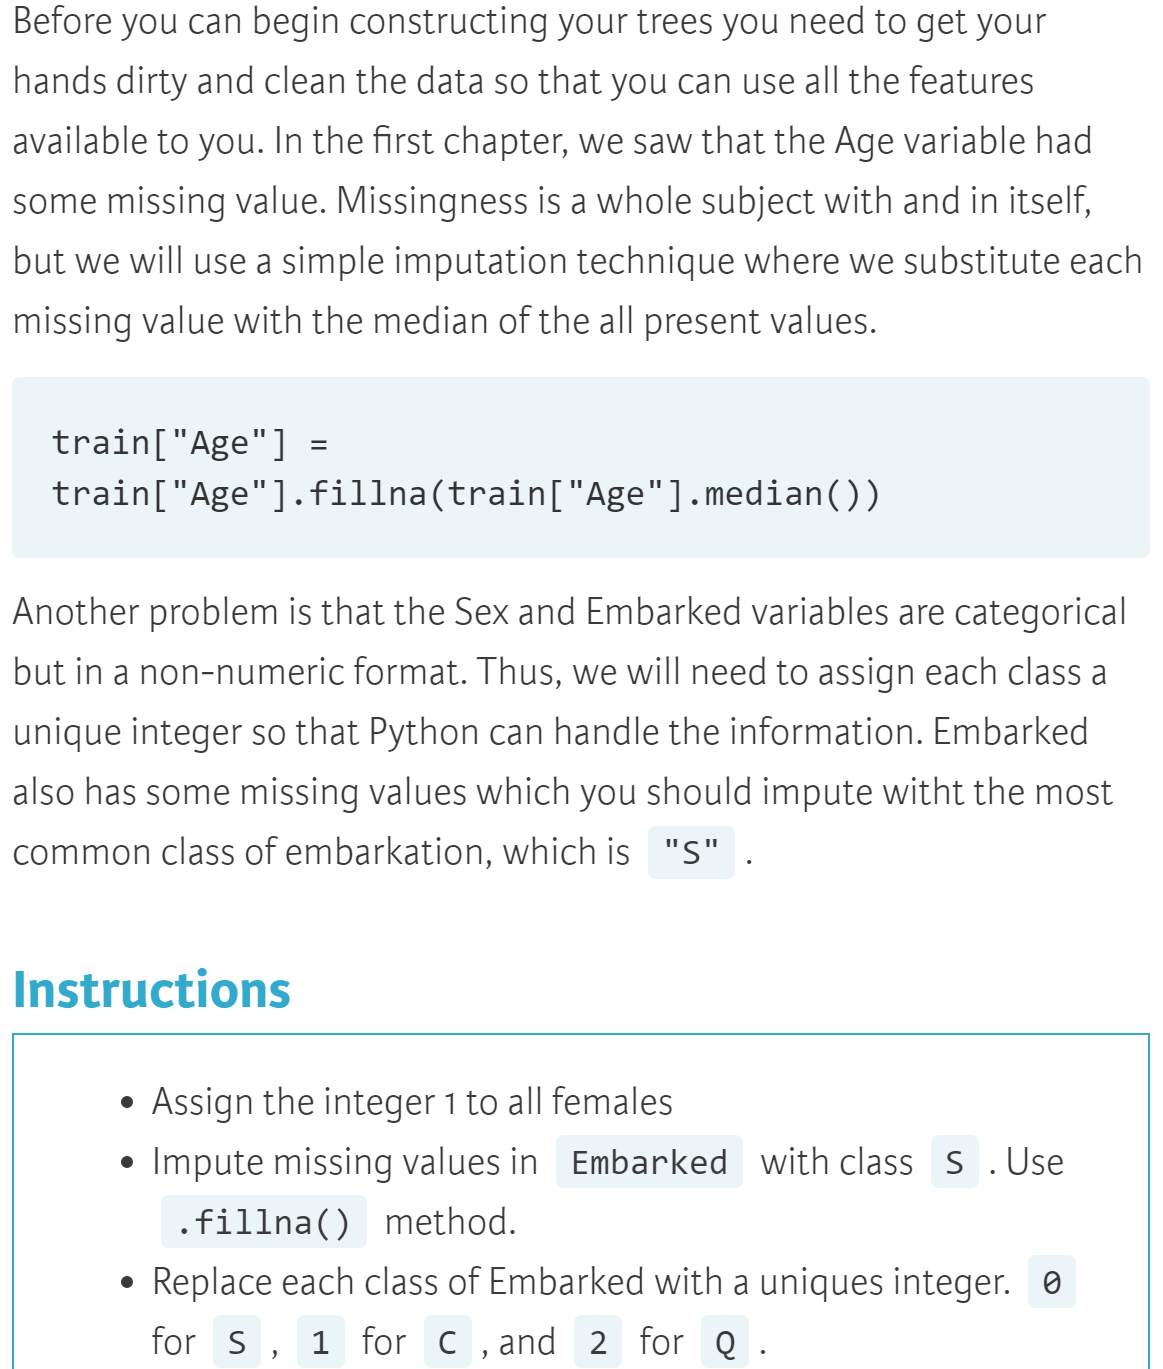 Before you can begin constructing your trees you need to get your
hands dirty and clean the data so that you can use all the features
available to you. In the first chapter, we saw that the Age variable had
some missing value. Missingness is a whole subject with and in itself,
but we will use a simple imputation technique where we substitute each
missing value with the median of the all present values.
train["Age"] =
train["Age"].fillna(train["Age"].median())
Another problem is that the Sex and Embarked variables are categorical
but in a non-numeric format. Thus, we will need to assign each class a
unique integer so that Python can handle the information. Embarked
also has some missing values which you should impute witht the most
common class of embarkation, which is "S" .
Instructions
• Assign the integer 1 to all females
• Impute missing values in Embarked with class S . Use
.fillna() method.
• Replace each class of Embarked with a uniques integer. 0
for S , 1 for C , and 2 for Q .